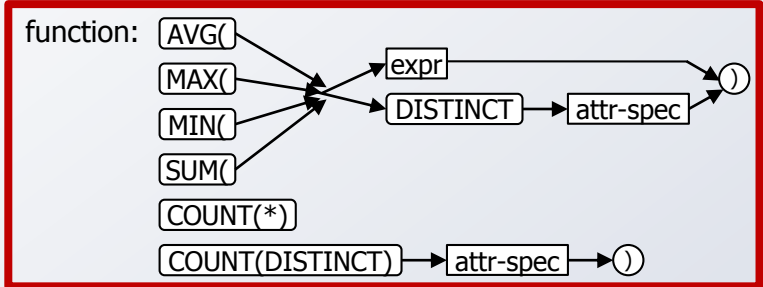 function: AVG(
MAX(
MIN(
SUM(
expr
DISTINCT attr-spec
)
COUNT(*)
COUNT(DISTINCT) attr-spec )